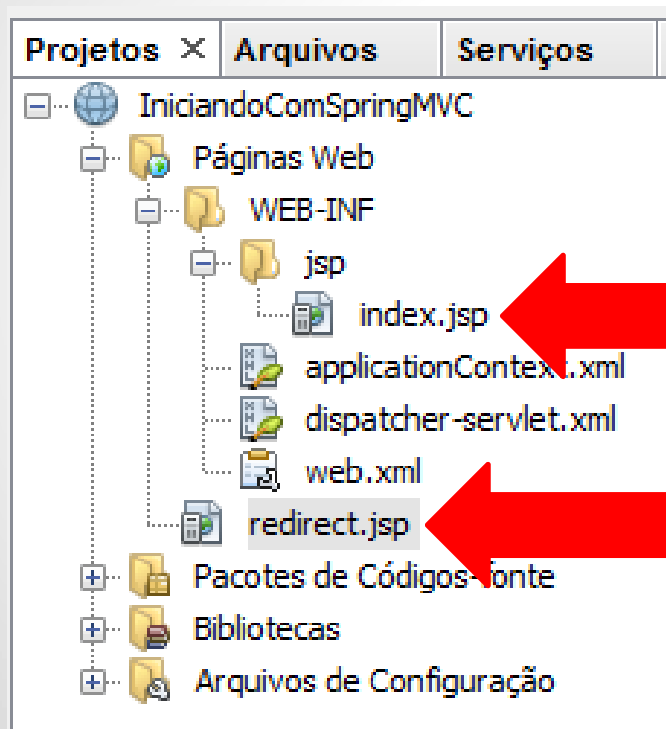 Projetos Arquivos Serviços
IniciandoComSpringMVC
Páginas Web
WEB-INF
jsp
index.jsp
applicationContext.xml
dispatcher-servlet.xml
web.xml
redirect.jsp
Pacotes de Códigos-fonte
Bibliotecas
Arquivos de Configuração